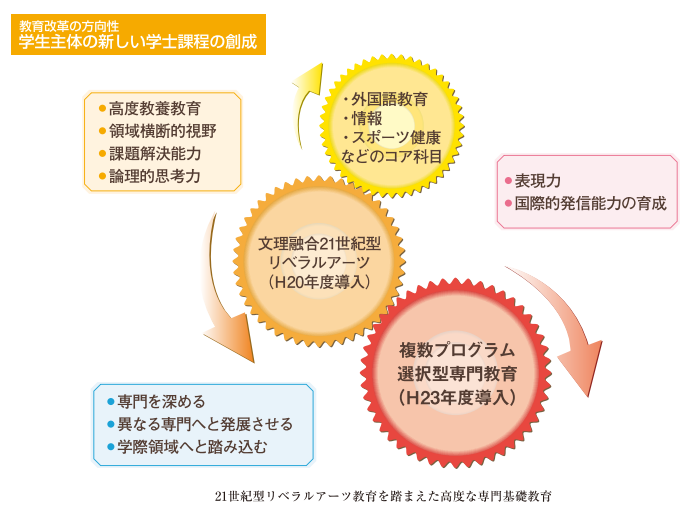 教育改革の方向性
学生主体の新しい学士課程の創成
・外国語教育
・情報
・スポーツ健康
などのコア科目
●高度教養教育
●領域横断的視野
●課題解決能力
●論理的思考力
●表現力
●国際的発信能力の育成
文理融合21世紀型
リベラルアーツ
（H20年度導入）
複数プログラム
選択型専門教育
（H23年度導入）
●専門を深める
●異なる専門へと発展させる
●学際領域へと踏み込む
21世紀型リベラルアーツ教育を踏まえた高度な専門基礎教育